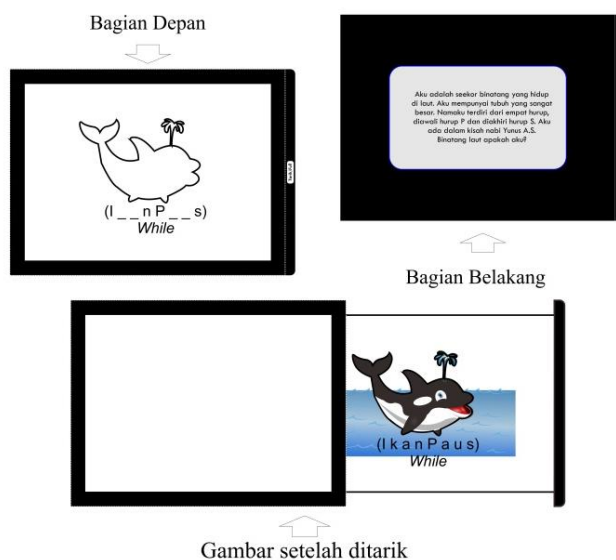 Bagian Depan
(I _ _ n P _ _ s)
While
Aku adalah seekor binatang yang hidup
di laut. Aku mempunyai tubuh yang sangat
besar. Namaku terdiri dari empat hurup,
diawali hurup P dan diakhiri hurup S. Aku
ada dalam kisah nabi Yunus A.S.
Binatang laut apakah aku?
Bagian Belakang
(I k a n P a u s)
While
Gambar setelah ditarik